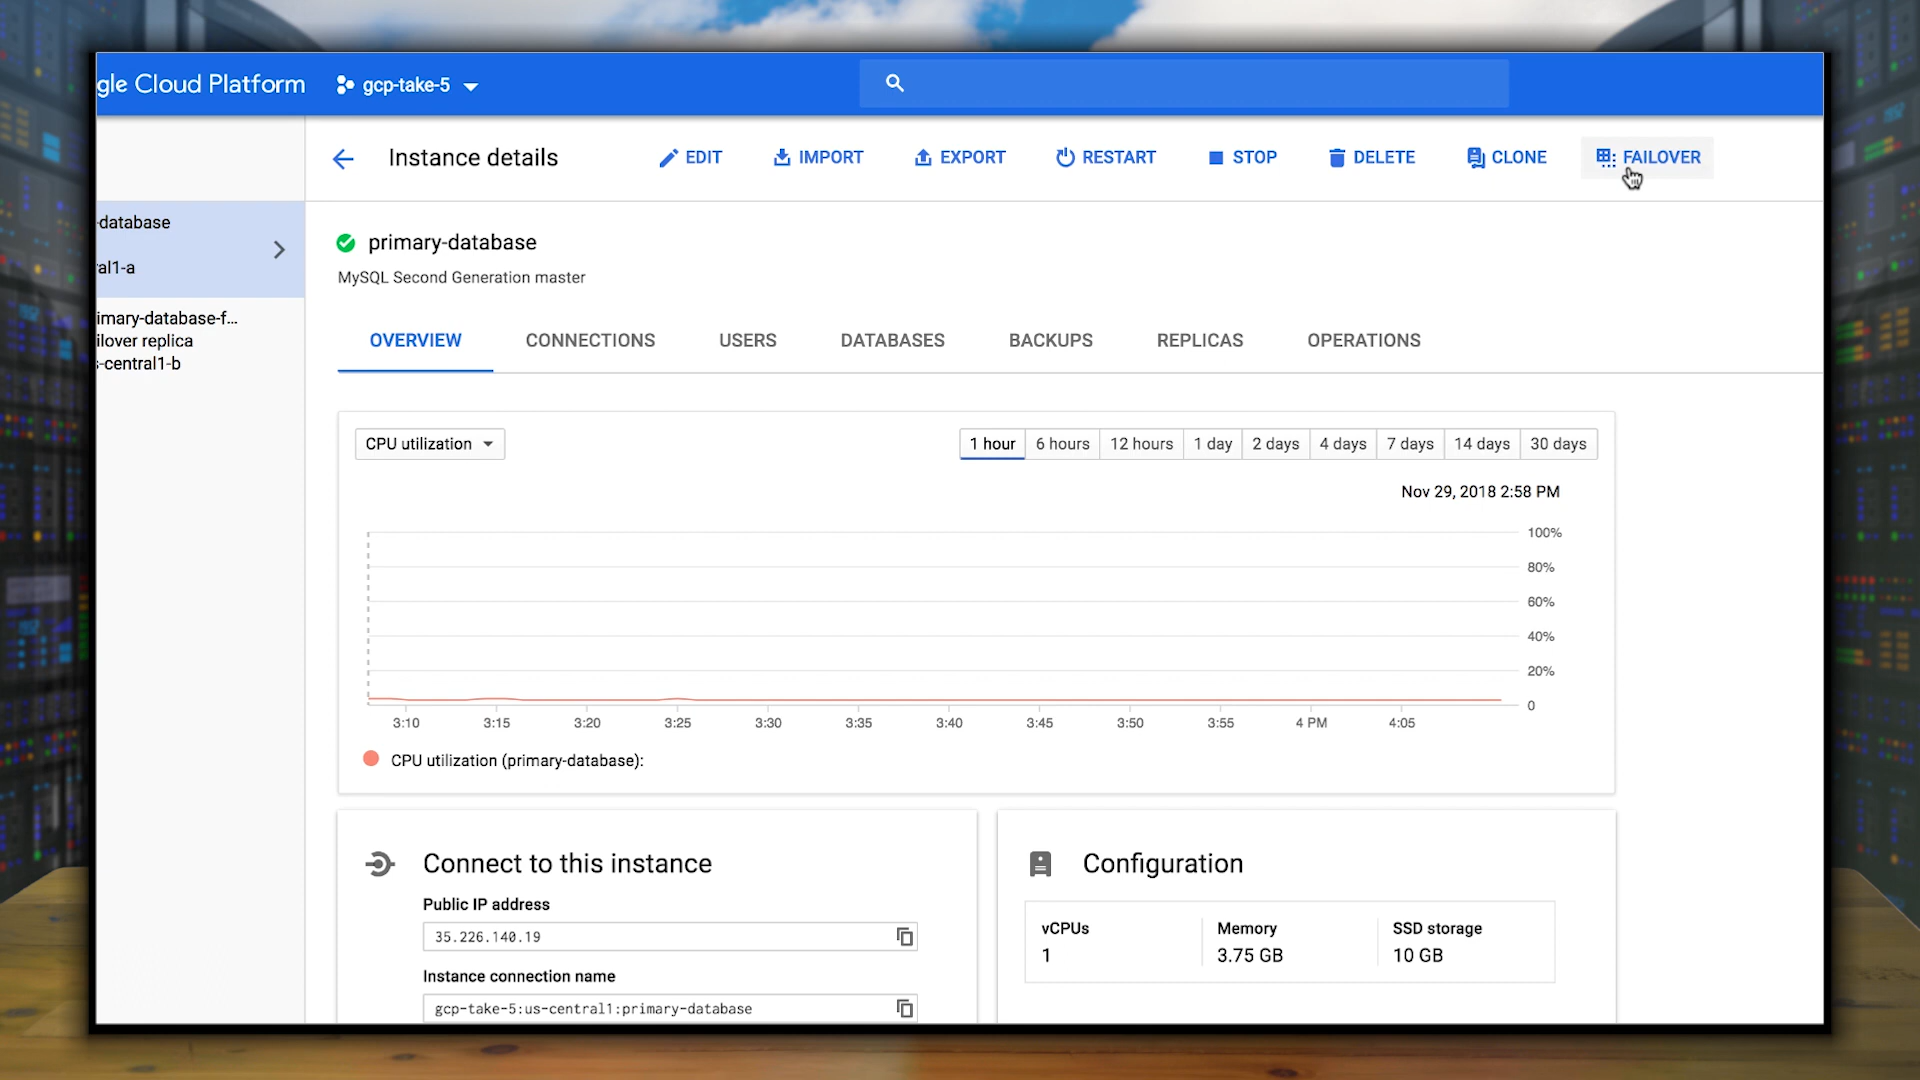 gle Cloud Platform
gcp-take-5
Instance details
EDIT
IMPORT
EXPORT
RESTART
STOP
DELETE
CLONE
FAILOVER
-database
al1-a
imary-database-f...
ilover replica
-central1-b
primary-database
MySQL Second Generation master
OVERVIEW
CONNECTIONS
USERS
DATABASES
BACKUPS
REPLICAS
OPERATIONS
CPU utilization
1 hour
6 hours
12 hours
1 day
2 days
4 days
7 days
14 days
30 days
Nov 29, 2018 2:58 PM
100%
80%
60%
40%
20%
0
3:10
3:15
3:20
3:25
3:30
3:35
3:40
3:45
3:50
3:55
4 PM
4:05
CPU utilization (primary-database):
Connect to this instance
Public IP address
35.226.140.19
Instance connection name
gcp-take-5:us-central1:primary-database
Configuration
vCPUs
1
Memory
3.75 GB
SSD storage
10 GB